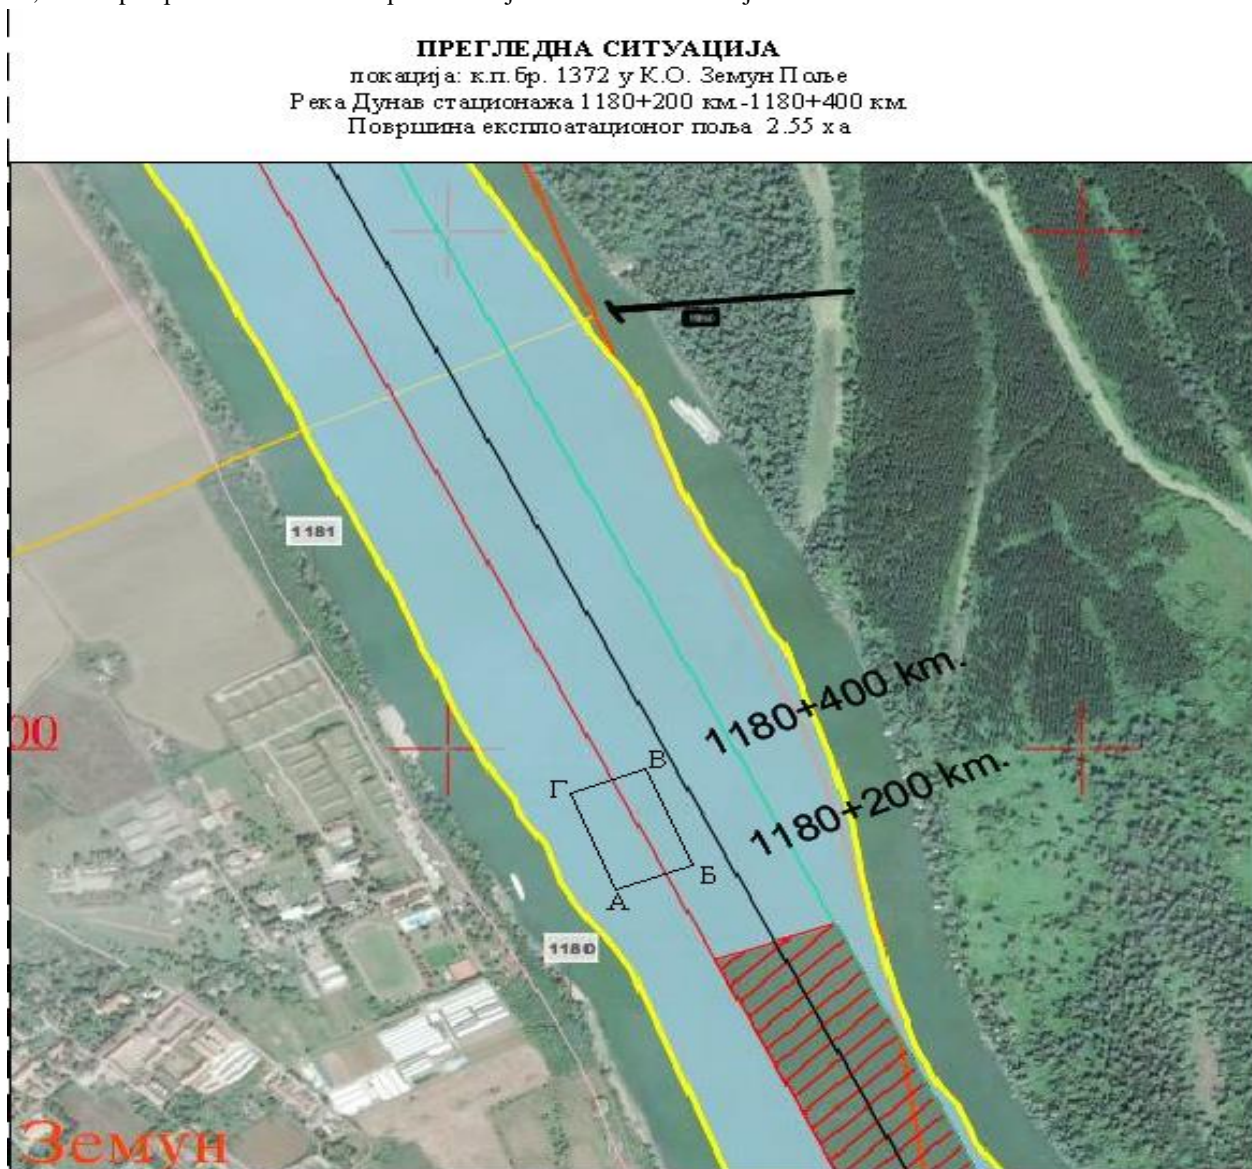 ПРЕГЛЕДНА СИТУАЦИЈА
локација: к.п.бр. 1372 у К.О. Земун Поље
Река Дунав стационажа 1180+200 км.-1180+400 км.
Површина експлоатационог поља 2.55 ха
1181
1180+400 km.
00
В
Г
1180+200 km.
Б
А
1180
Земун